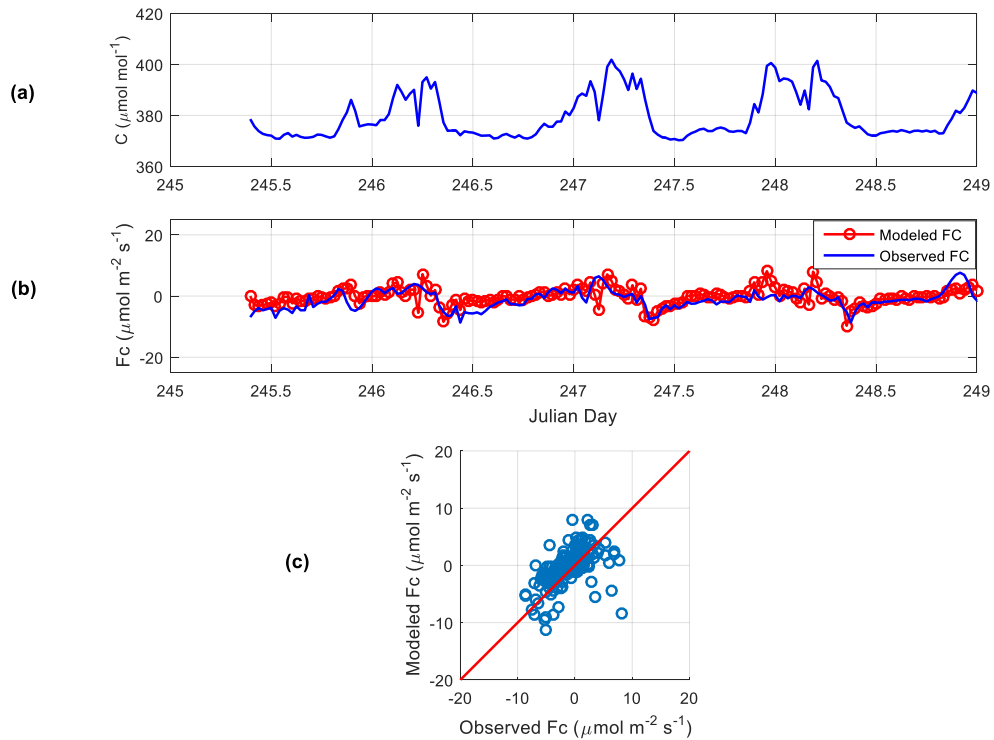 (a)
C (μmol mol⁻¹)
420
400
380
360
245 245.5 246 246.5 247 247.5 248 248.5 249
(b)
Fc (μmol m⁻² s⁻¹)
20
0
-20
Modeled FC
Observed FC
245 245.5 246 246.5 247 247.5 248 248.5 249
Julian Day
(c)
Modeled Fc (μmol m⁻² s⁻¹)
20
10
0
-10
-20
-20 -10 0 10 20
Observed Fc (μmol m⁻² s⁻¹)